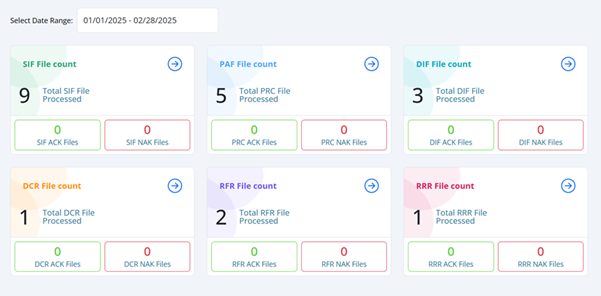 Select Date Range: 01/01/2025 - 02/28/2025
SIF File count
9 Total SIF File
Processed
0
SIF ACK Files
0
SIF NAK Files
PAF File count
5 Total PRC File
Processed
0
PRC ACK Files
0
PRC NAK Files
DIF File count
3 Total DIF File
Processed
0
DIF ACK Files
0
DIF NAK Files
DCR File count
1 Total DCR File
Processed
0
DCR ACK Files
0
DCR NAK Files
RFR File count
2 Total RFR File
Processed
0
RFR ACK Files
0
RFR NAK Files
RRR File count
1 Total RRR File
Processed
0
RRR ACK Files
0
RRR NAK Files